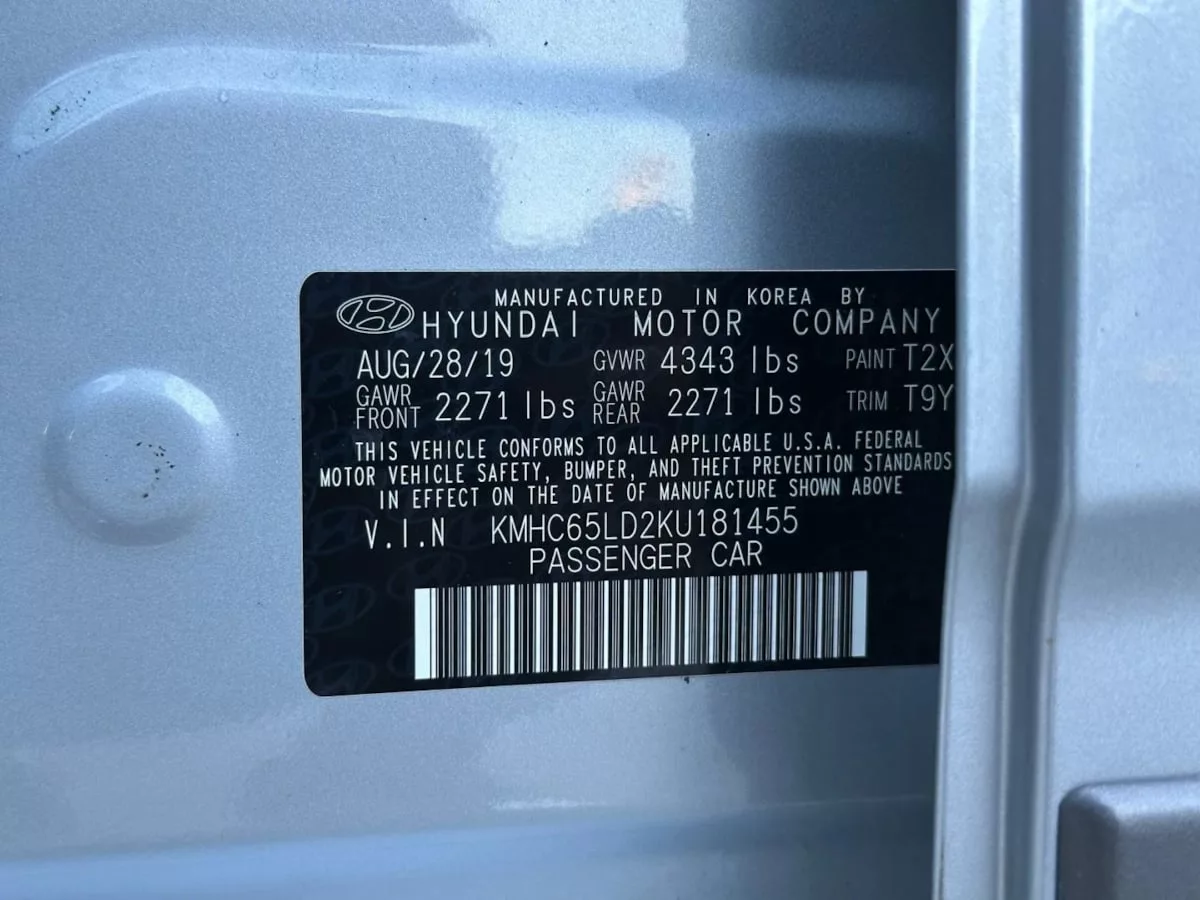 MANUFACTURED IN KOREA BY
HYUNDAI MOTOR COMPANY
AUG/28/19 GVWR 4343 lbs PAINT T2X
GAWR FRONT 2271 lbs GAWR REAR 2271 lbs TRIM T9Y
THIS VEHICLE CONFORMS TO ALL APPLICABLE U.S.A. FEDERAL
MOTOR VEHICLE SAFETY, BUMPER, AND THEFT PREVENTION STANDARDS
IN EFFECT ON THE DATE OF MANUFACTURE SHOWN ABOVE
V.I.N KMHC65LD2KU181455
PASSENGER CAR